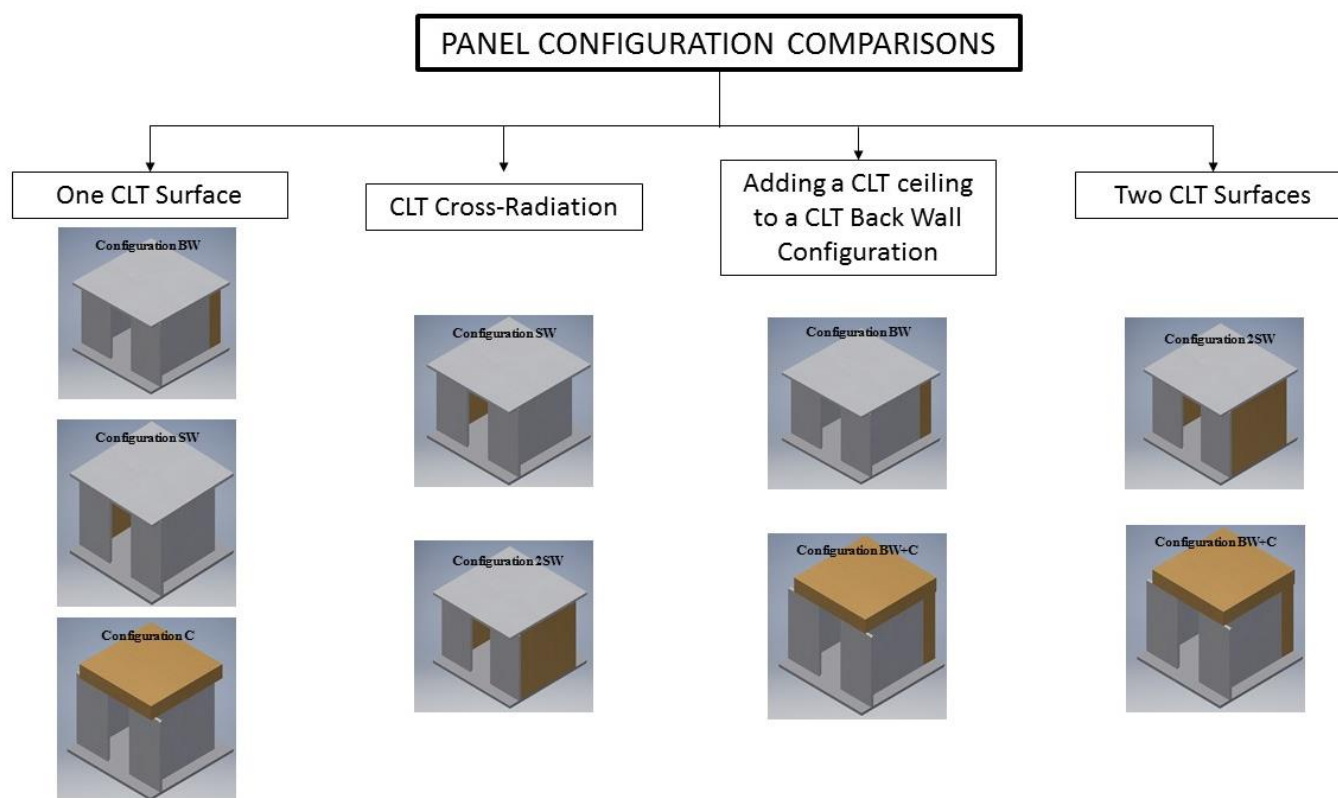 PANEL CONFIGURATION COMPARISONS
One CLT Surface
Configuration BW
Configuration SW
Configuration C
CLT Cross-Radiation
Configuration SW
Configuration 2SW
Adding a CLT ceiling
to a CLT Back Wall
Configuration
Configuration BW
Configuration BW+C
Two CLT Surfaces
Configuration 2SW
Configuration BW+C